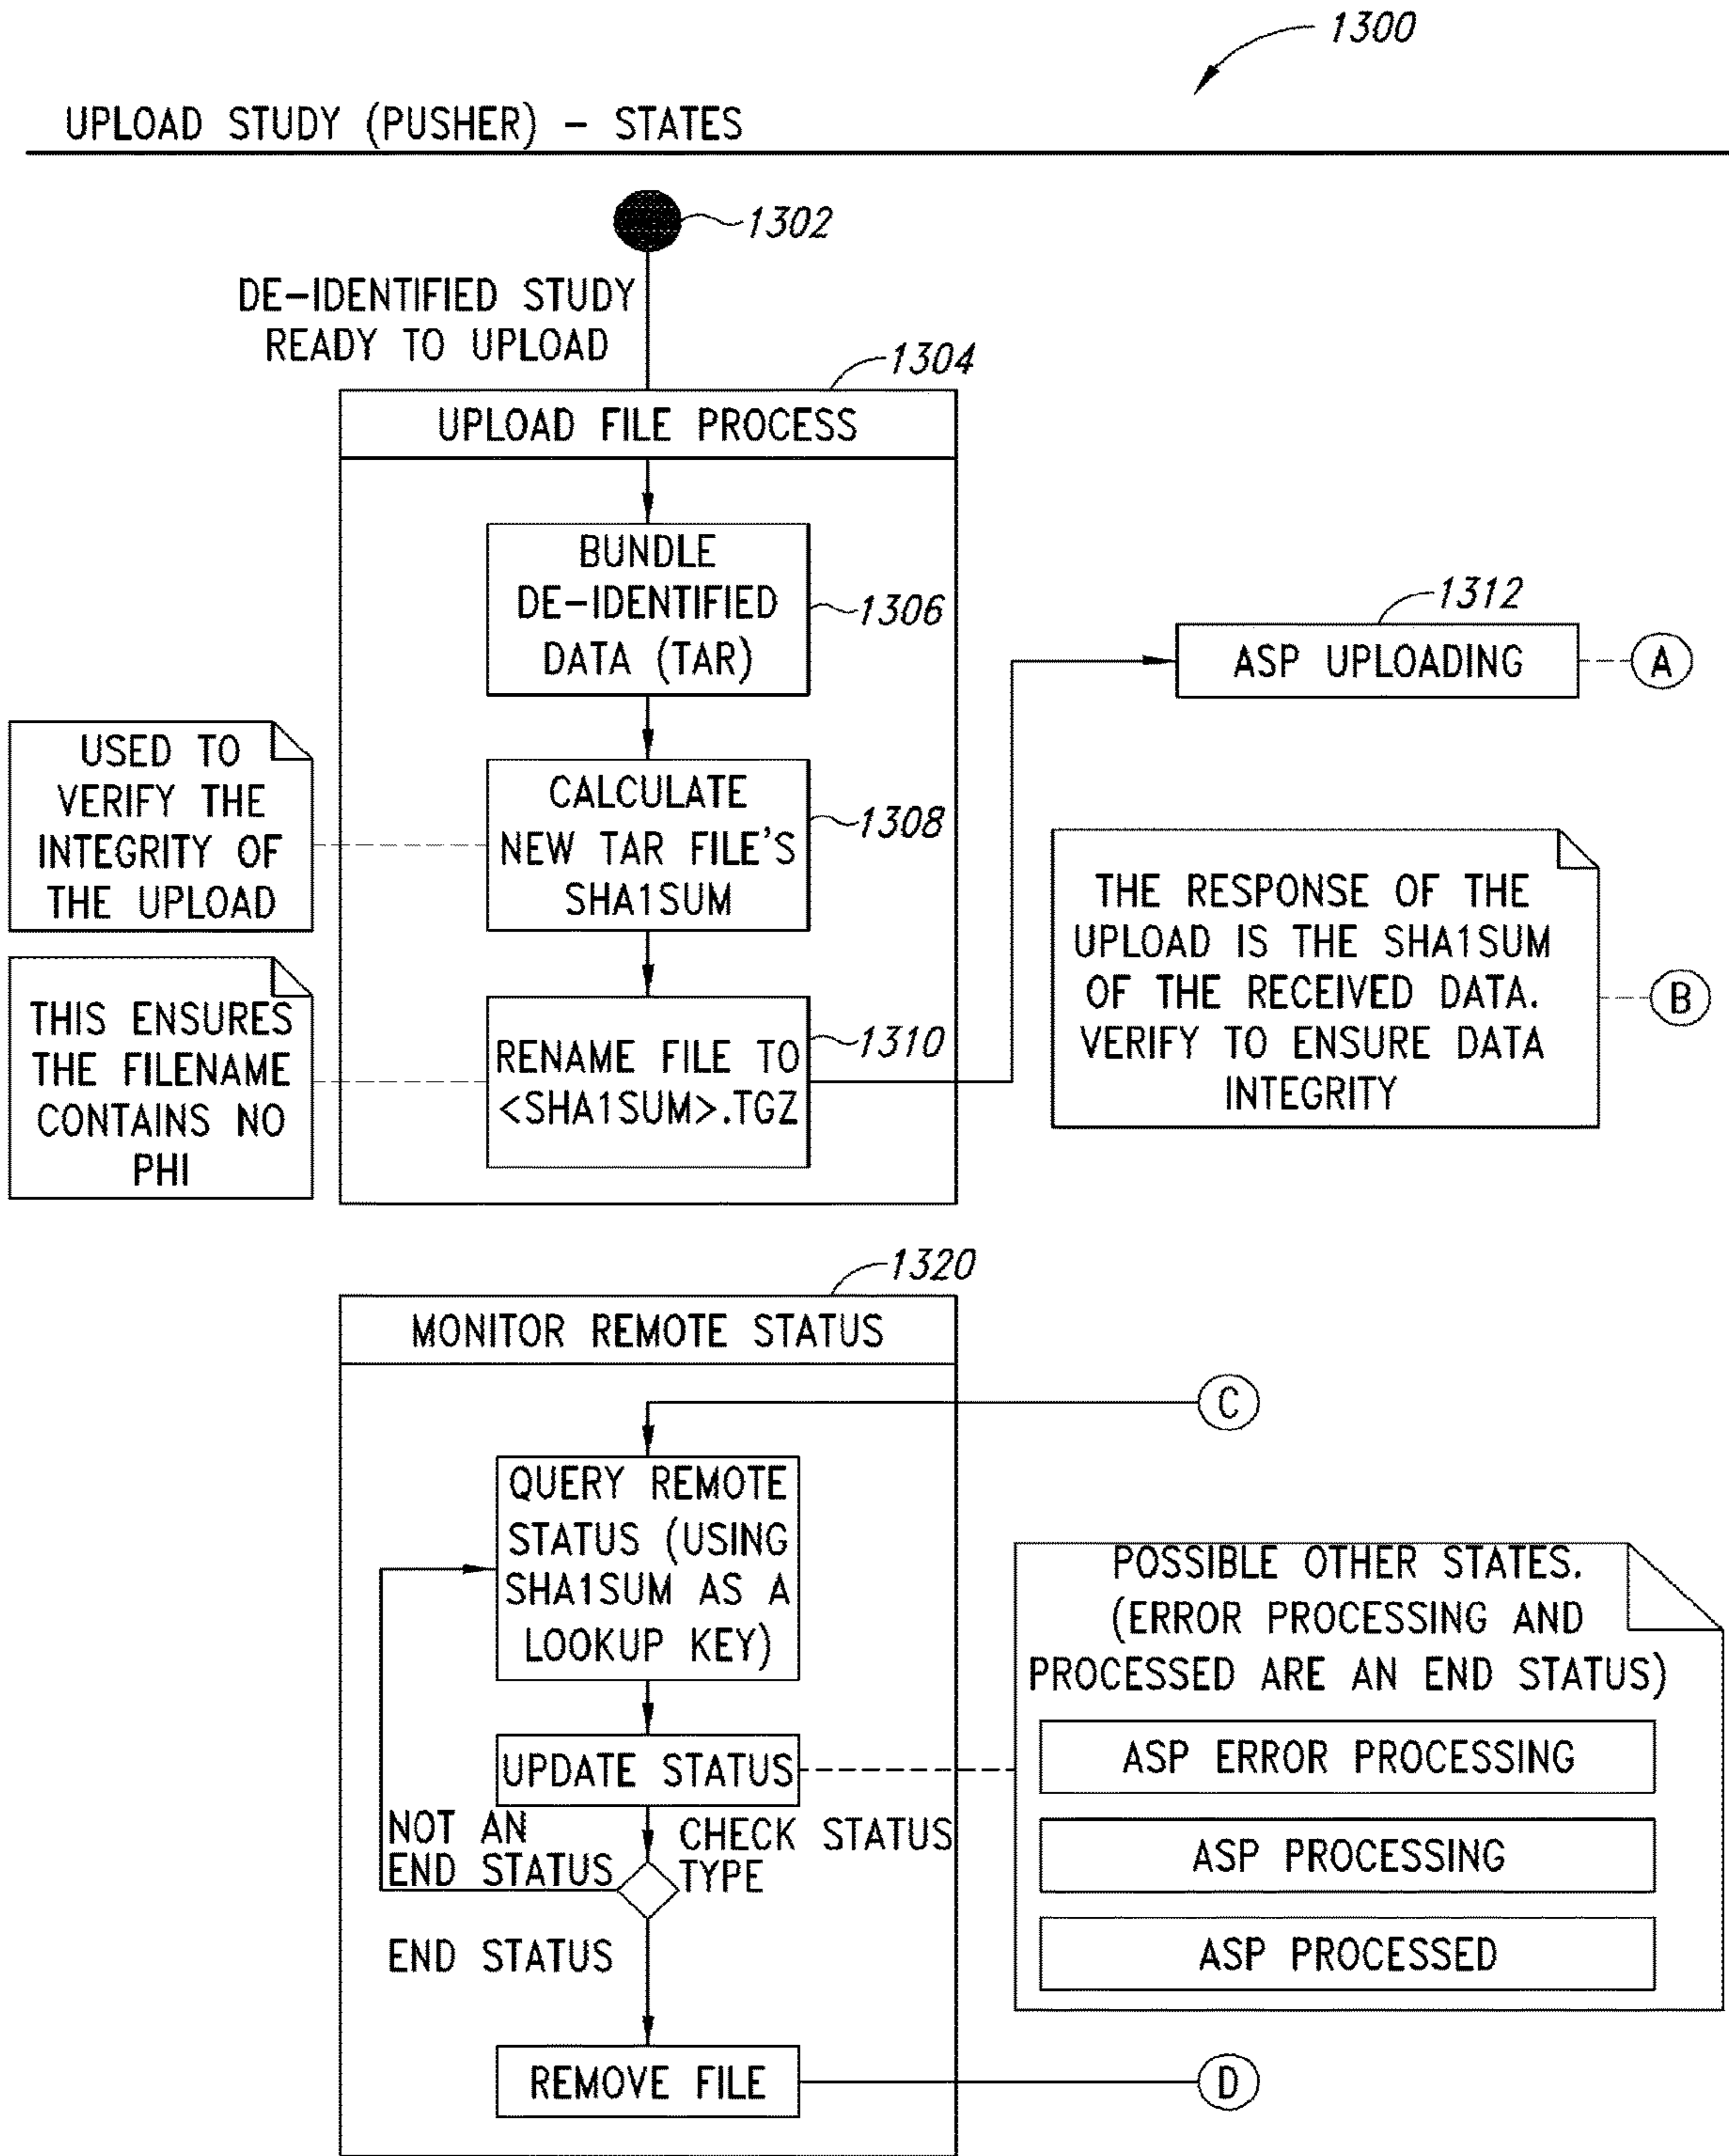 1300
UPLOAD STUDY (PUSHER) – STATES
1302
DE–IDENTIFIED STUDY
READY TO UPLOAD
1304
UPLOAD FILE PROCESS
BUNDLE
DE–IDENTIFIED
DATA (TAR)
1306
1312
ASP UPLOADING
A
USED TO
VERIFY THE
INTEGRITY OF
THE UPLOAD
CALCULATE
NEW TAR FILE'S
SHA1SUM
1308
THE RESPONSE OF THE
UPLOAD IS THE SHA1SUM
OF THE RECEIVED DATA.
VERIFY TO ENSURE DATA
INTEGRITY
B
THIS ENSURES
THE FILENAME
CONTAINS NO
PHI
RENAME FILE TO
<SHA1SUM>.TGZ
1310
1320
MONITOR REMOTE STATUS
C
QUERY REMOTE
STATUS (USING
SHA1SUM AS A
LOOKUP KEY)
UPDATE STATUS
POSSIBLE OTHER STATES.
(ERROR PROCESSING AND
PROCESSED ARE AN END STATUS)
ASP ERROR PROCESSING
ASP PROCESSING
ASP PROCESSED
NOT AN
END STATUS
CHECK STATUS
TYPE
END STATUS
REMOVE FILE
D